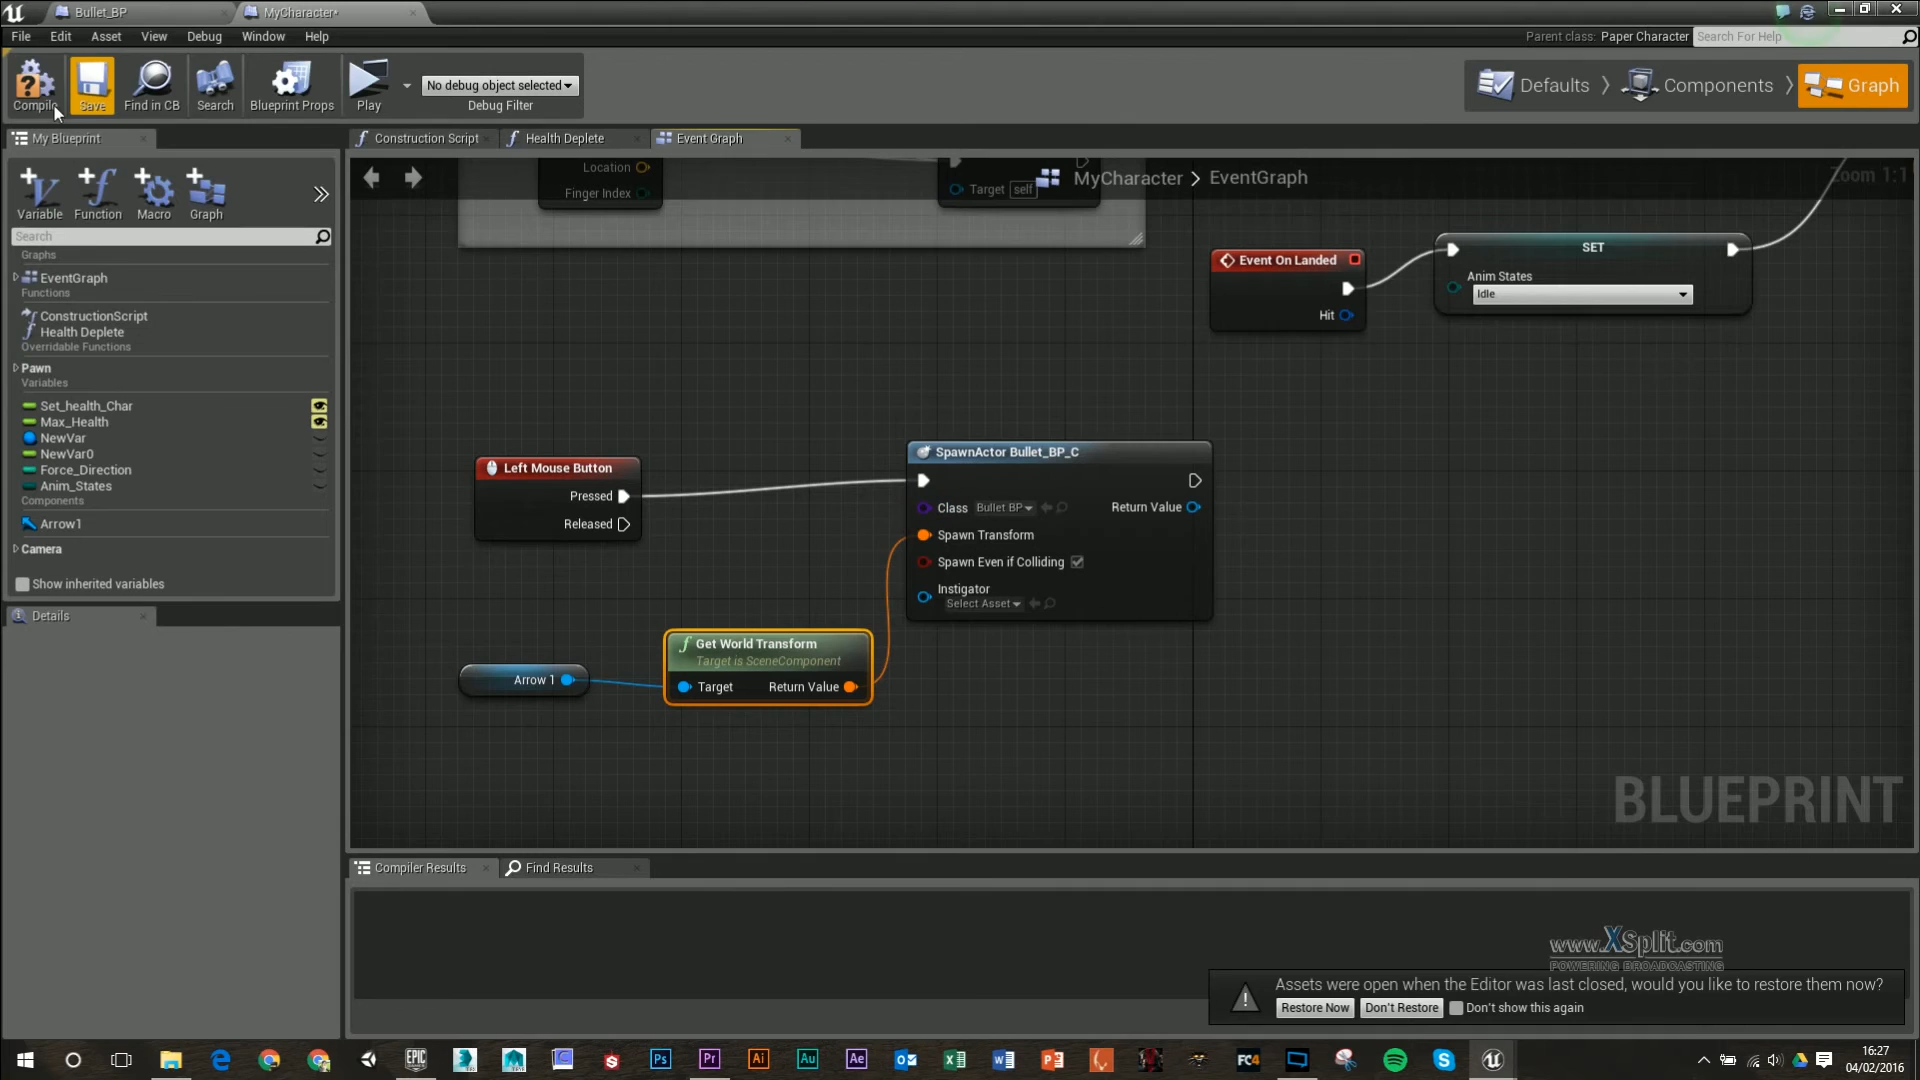 Bullet_BP
MyCharacter*
File Edit Asset View Debug Window Help
Parent class: Paper Character
Search For Help
Compile
Save
Find in CB
Search
Blueprint Props
Play
No debug object selected
Debug Filter
Defaults
Components
Graph
My Blueprint
Construction Script
Health Deplete
Event Graph
Variable
Function
Macro
Graph
Search
Graphs
EventGraph
Functions
ConstructionScript
Health Deplete
Overridable Functions
Pawn
Variables
Set_health_Char
Max_Health
NewVar
NewVar0
Force_Direction
Anim_States
Components
Arrow1
Camera
Show inherited variables
Details
Location
Finger Index
Target self
MyCharacter > EventGraph
Zoom 1:1
Event On Landed
Hit
SET
Anim States
Idle
Left Mouse Button
Pressed
Released
SpawnActor Bullet_BP_C
Class Bullet BP
Return Value
Spawn Transform
Spawn Even if Colliding
Instigator
Select Asset
Get World Transform
Target is SceneComponent
Target Return Value
Arrow 1
BLUEPRINT
Compiler Results
Find Results
www.XSplit.com
POWERING BROADCASTING
Assets were open when the Editor was last closed, would you like to restore them now?
Restore Now
Don't Restore
Don't show this again
EPIC
GAMES
Ps
Pr
Ai
Au
Ae
FC4
16:27
04/02/2016